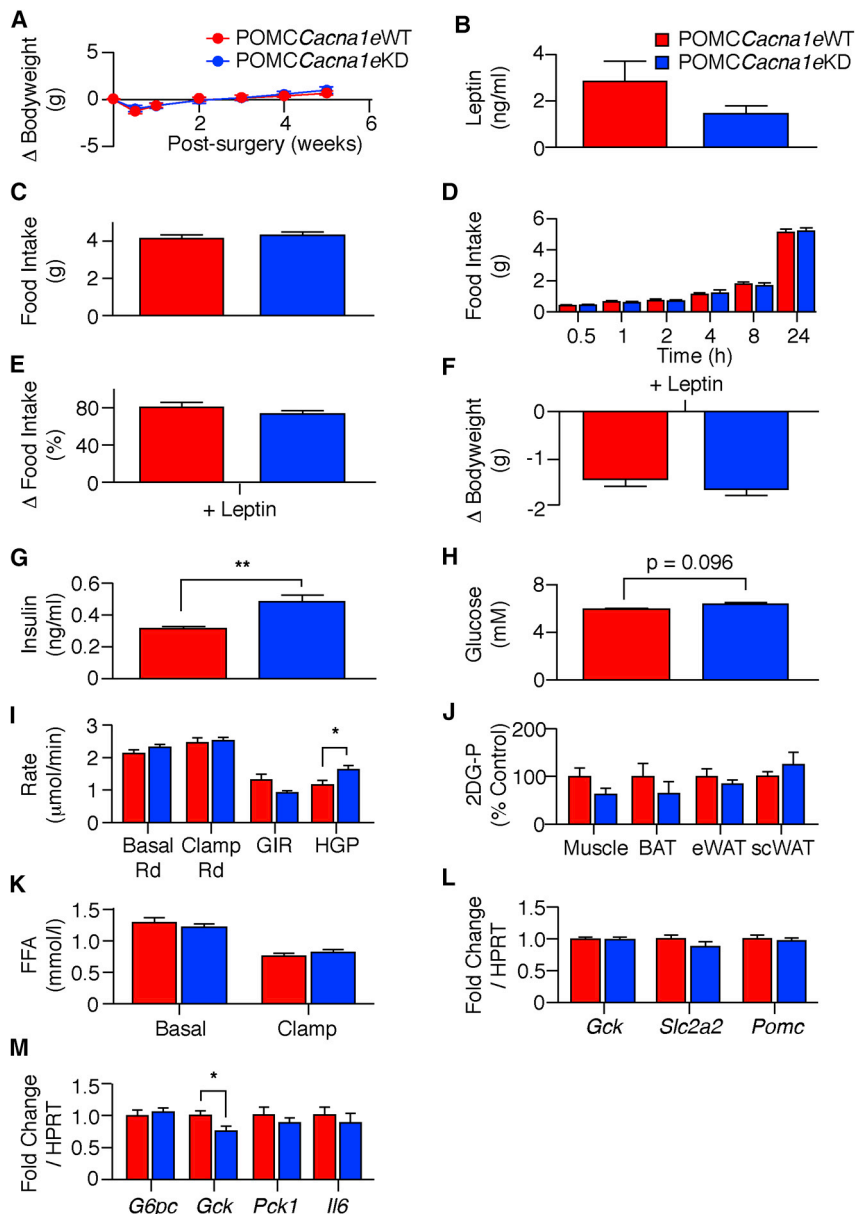 A
POMCCacna1eWT
POMCCacna1eKD
Δ Bodyweight
(g)
5
0
-5
2
4
6
Post-surgery (weeks)
B
POMCCacna1eWT
POMCCacna1eKD
Leptin
(ng/ml)
4
2
0
C
Food Intake
(g)
4
2
0
D
Food Intake
(g)
6
4
2
0
0.5 1 2 4 8 24
Time (h)
E
Δ Food Intake
(%)
80
40
0
+ Leptin
F
+ Leptin
Δ Bodyweight
(g)
0
-1
-2
G
Insulin
(ng/ml)
0.6
0.4
0.2
0
**
H
Glucose
(mM)
8
6
4
0
p = 0.096
I
Rate
(μmol/min)
3
2
1
0
*
Basal Clamp GIR HGP
Rd Rd
J
2DG-P
(% Control)
200
100
0
Muscle BAT eWAT scWAT
K
FFA
(mmol/l)
1.5
1.0
0.5
0
Basal Clamp
L
Fold Change
/ HPRT
1.5
1.0
0.5
0
Gck Slc2a2 Pomc
M
Fold Change
/ HPRT
1.5
1.0
0.5
0
*
G6pc Gck Pck1 Il6